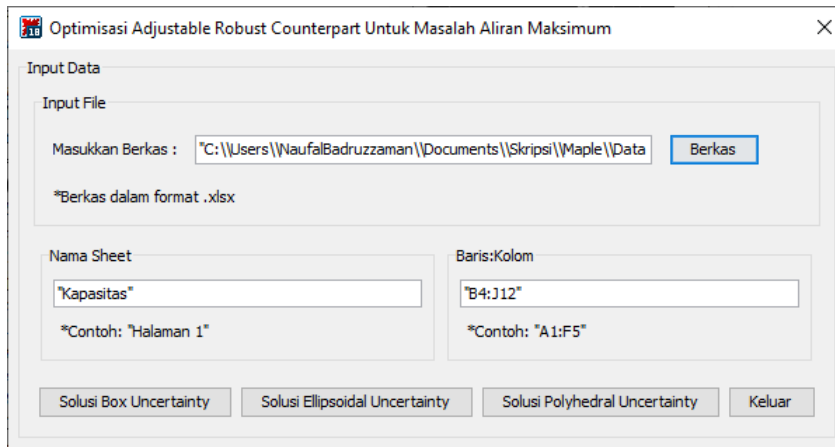 Optimisasi Adjustable Robust Counterpart Untuk Masalah Aliran Maksimum
Input Data
Input File
Masukkan Berkas : "C:\\Users\\NaufalBadruzzaman\\Documents\\Skripsi\\Maple\\Data Berkas
*Berkas dalam format .xlsx
Nama Sheet Baris:Kolom
"Kapasitas" "B4:J12"
*Contoh: "Halaman 1" *Contoh: "A1:F5"
Solusi Box Uncertainty Solusi Ellipsoidal Uncertainty Solusi Polyhedral Uncertainty Keluar